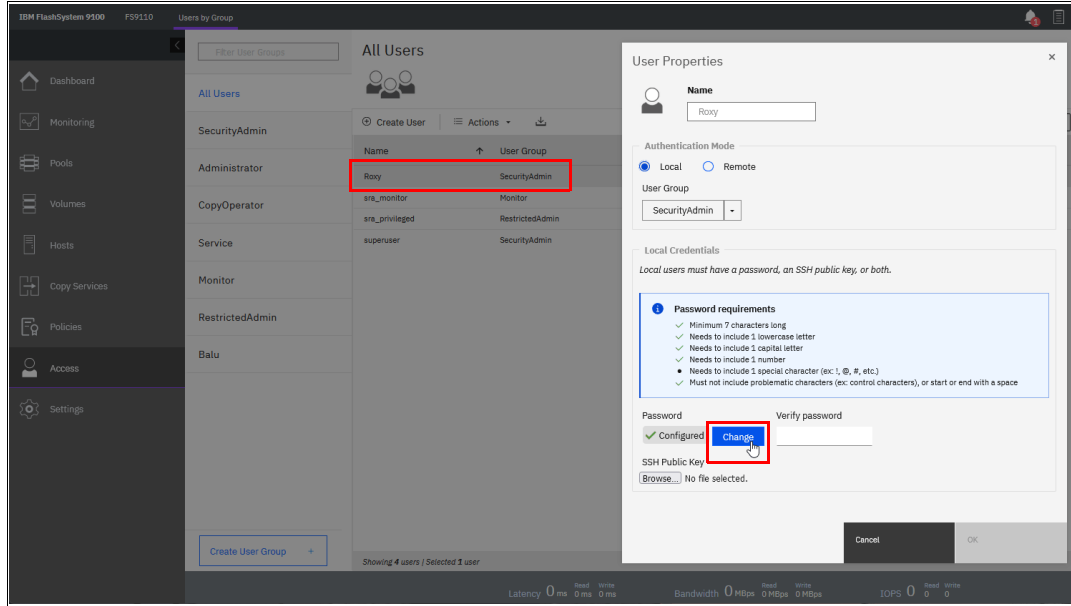 IBM FlashSystem 9100 FS9110 Users by Group
1
Filter User Groups
All Users
SecurityAdmin
Administrator
CopyOperator
Service
Monitor
RestrictedAdmin
Balu
Create User Group +
Dashboard
Monitoring
Pools
Volumes
Hosts
Copy Services
Policies
Access
Settings
All Users
Create User Actions
Name User Group
Roxy SecurityAdmin
sra_monitor Monitor
sra_privileged RestrictedAdmin
superuser SecurityAdmin
Showing 4 users | Selected 1 user
User Properties
Name
Roxy
Authentication Mode
Local Remote
User Group
SecurityAdmin
Local Credentials
Local users must have a password, an SSH public key, or both.
Password requirements
Minimum 7 characters long
Needs to include 1 lowercase letter
Needs to include 1 capital letter
Needs to include 1 number
Needs to include 1 special character (ex: !, @, #, etc.)
Must not include problematic characters (ex: control characters), or start or end with a space
Password Verify password
Configured Change
SSH Public Key
Browse... No file selected.
Cancel OK
Latency 0 ms Read 0 ms Write 0 ms Bandwidth 0 MBps Read 0 MBps Write 0 MBps IOPS 0 Read 0 Write 0